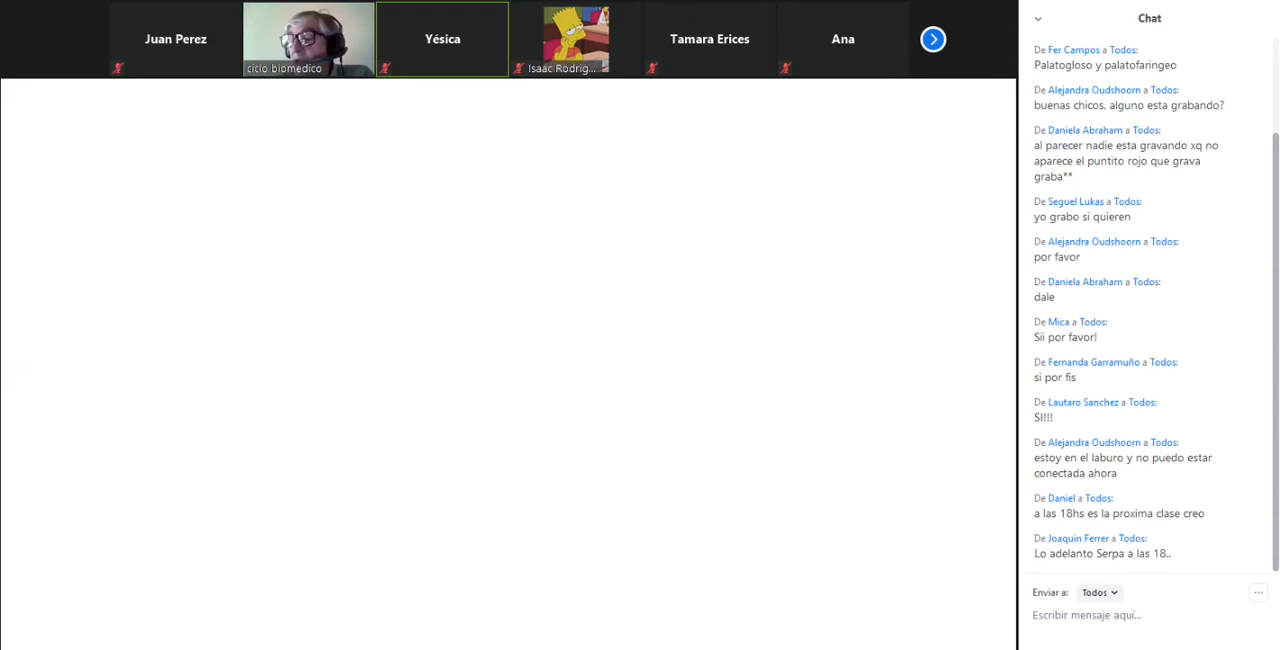 Juan Perez
ciclo biomedico
Yésica
Isaac Rodrig...
Tamara Erices
Ana
Chat
De Fer Campos a Todos:
Palatogloso y palatofaringeo
De Alejandra Oudshoorn a Todos:
buenas chicos, alguno esta grabando?
De Daniela Abraham a Todos:
al parecer nadie esta gravando xq no
aparece el puntito rojo que grava
graba**
De Seguel Lukas a Todos:
yo grabo si quieren
De Alejandra Oudshoorn a Todos:
por favor
De Daniela Abraham a Todos:
dale
De Mica a Todos:
Sii por favor!
De Fernanda Garramuño a Todos:
si por fis
De Lautaro Sanchez a Todos:
SI!!!
De Alejandra Oudshoorn a Todos:
estoy en el laburo y no puedo estar
conectada ahora
De Daniel a Todos:
a las 18hs es la proxima clase creo
De Joaquin Ferrer a Todos:
Lo adelanto Serpa a las 18..
Enviar a: Todos
Escribir mensaje aquí...